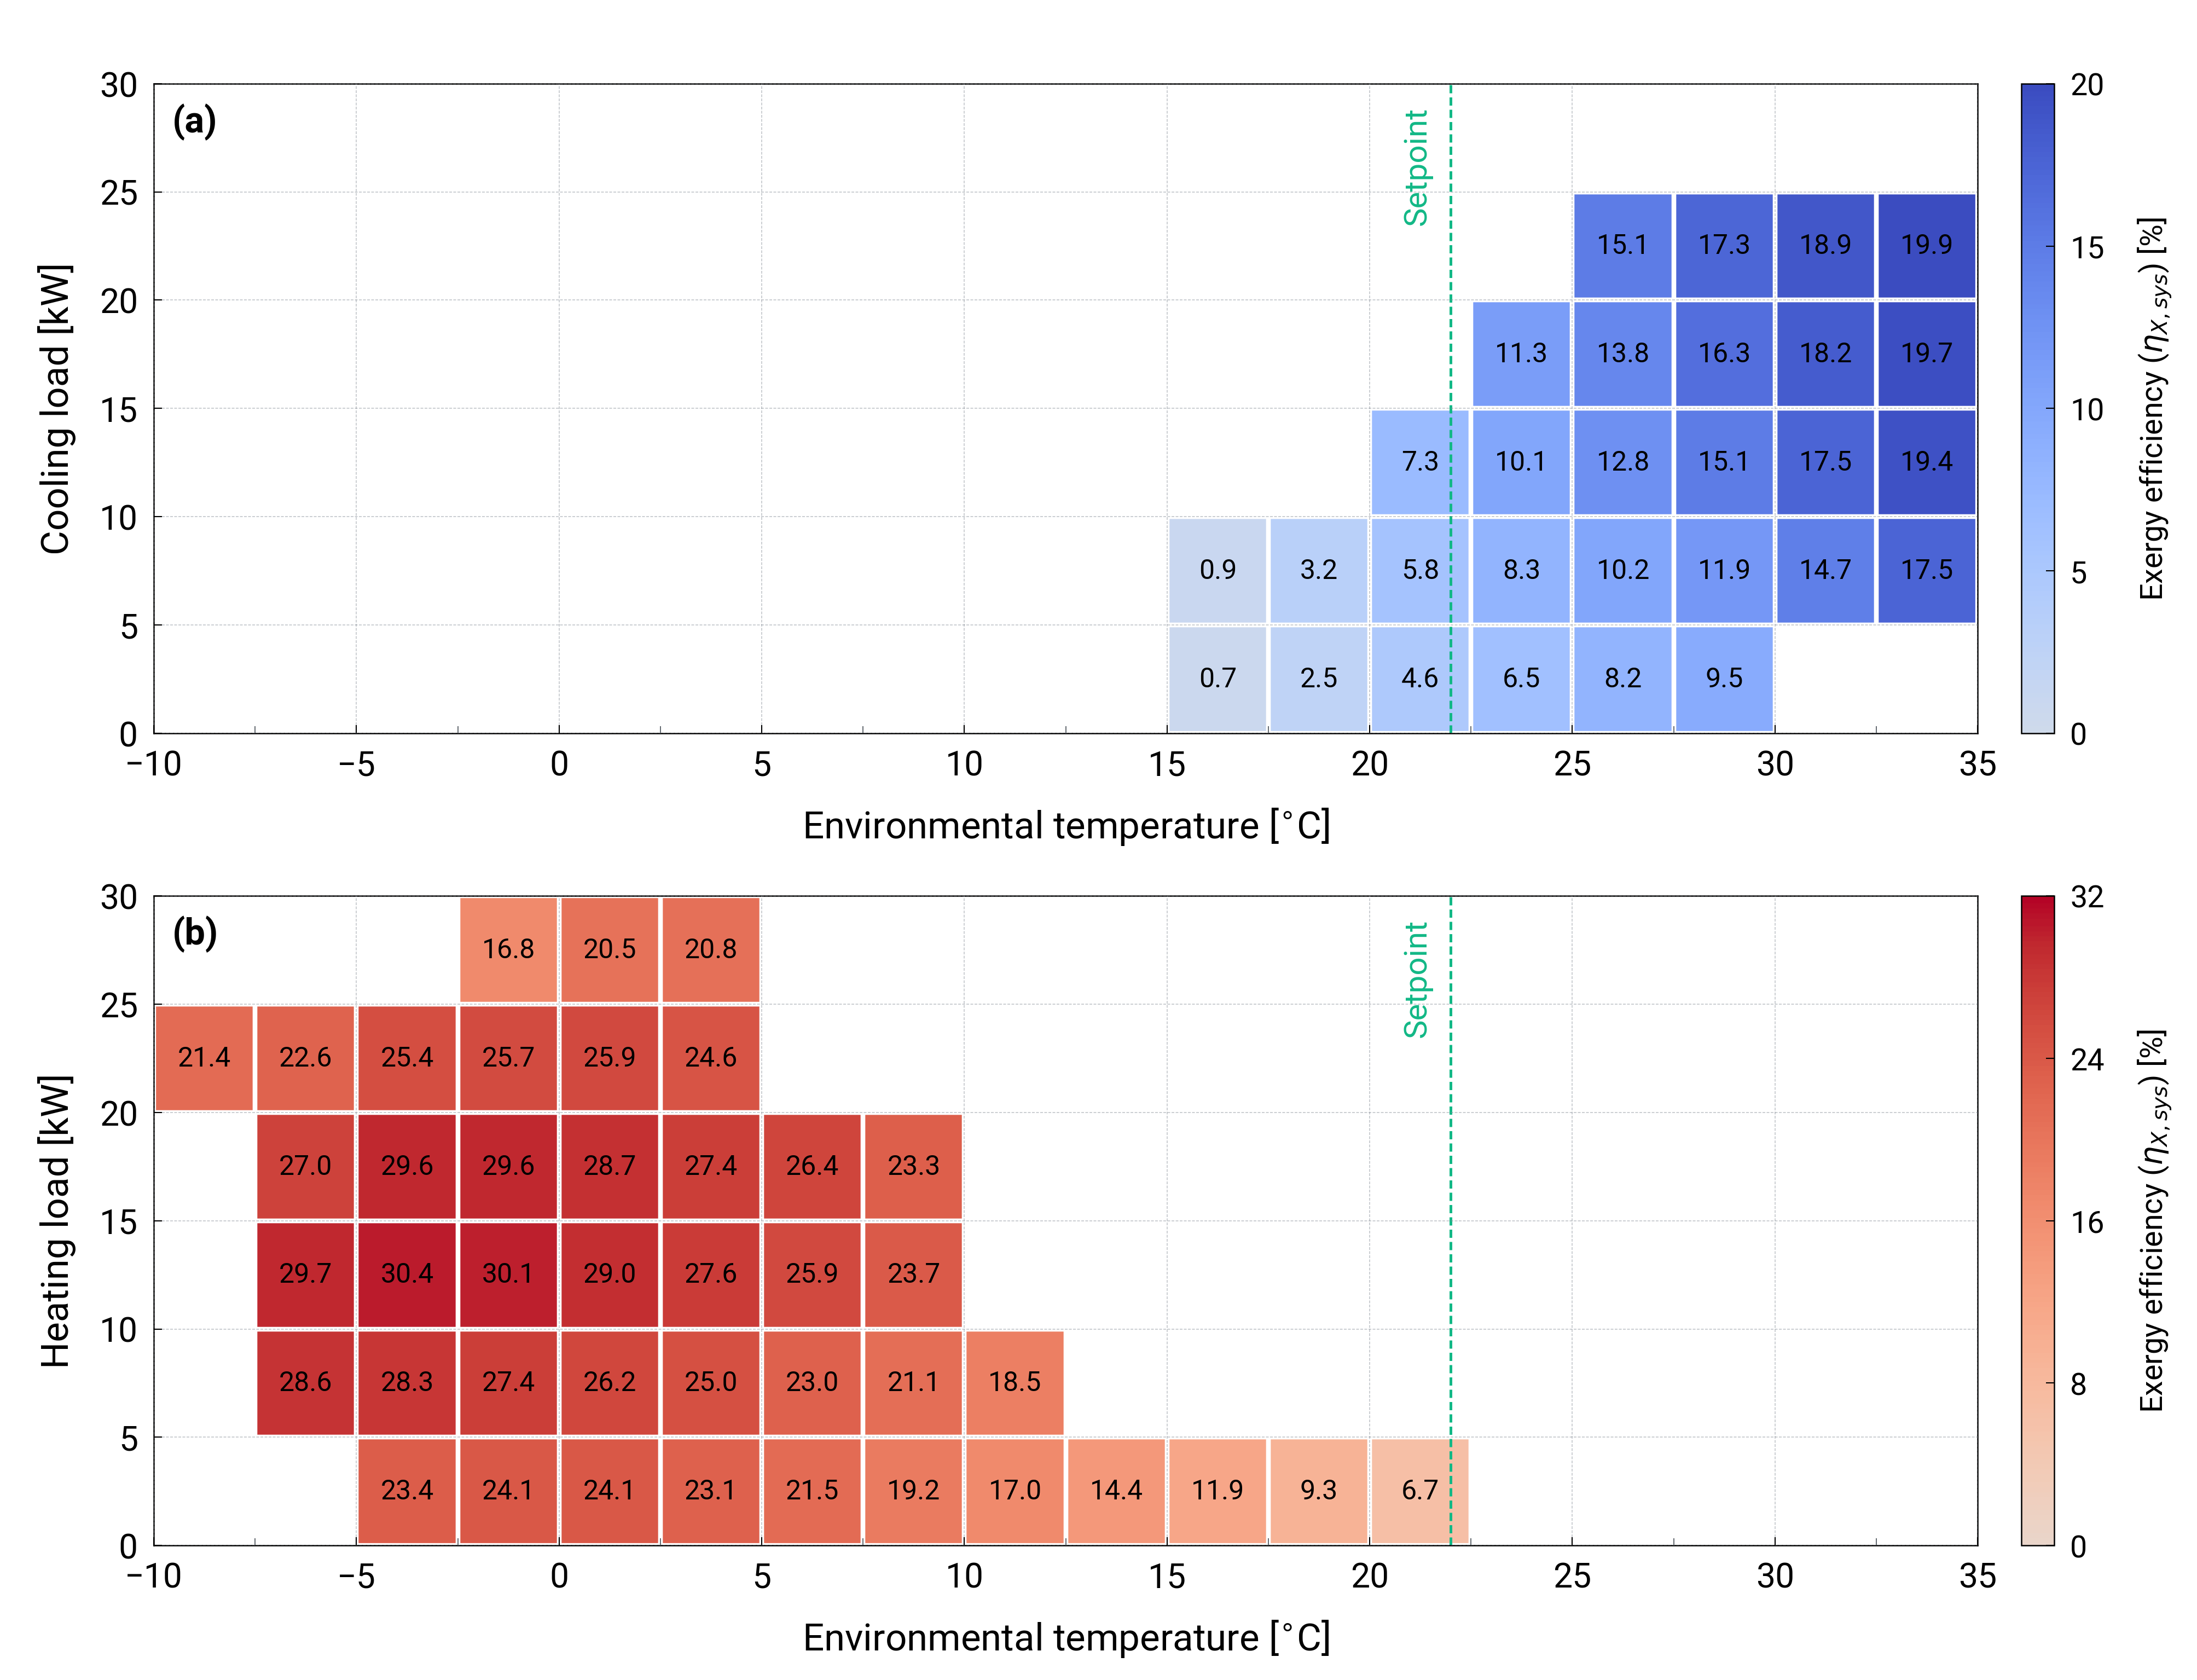 (a)
Setpoint
Cooling load [kW]
30
25
20
15
10
5
0
15.1 17.3 18.9 19.9
11.3 13.8 16.3 18.2 19.7
7.3 10.1 12.8 15.1 17.5 19.4
0.9 3.2 5.8 8.3 10.2 11.9 14.7 17.5
0.7 2.5 4.6 6.5 8.2 9.5
−10 −5 0 5 10 15 20 25 30 35
Environmental temperature [°C]
20
15
10
5
0
Exergy efficiency (η_{X,sys}) [%]
(b)
Setpoint
Heating load [kW]
30
25
20
15
10
5
0
16.8 20.5 20.8
21.4 22.6 25.4 25.7 25.9 24.6
27.0 29.6 29.6 28.7 27.4 26.4 23.3
29.7 30.4 30.1 29.0 27.6 25.9 23.7
28.6 28.3 27.4 26.2 25.0 23.0 21.1 18.5
23.4 24.1 24.1 23.1 21.5 19.2 17.0 14.4 11.9 9.3 6.7
−10 −5 0 5 10 15 20 25 30 35
Environmental temperature [°C]
32
24
16
8
0
Exergy efficiency (η_{X,sys}) [%]